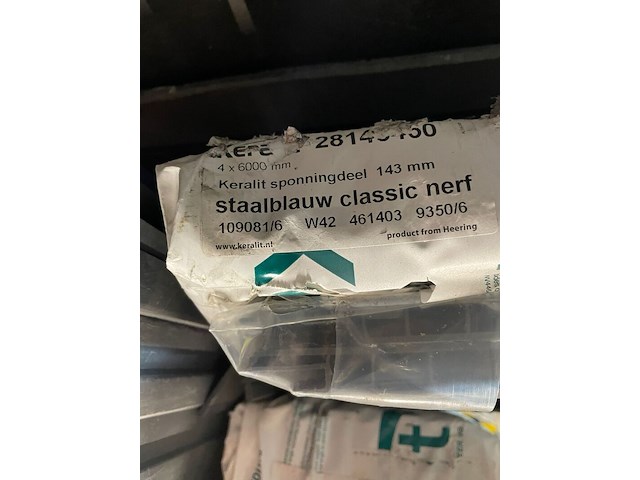 4 x 6000 mm
Keralit sponningdeel 143 mm
staalblauw classic nerf
109081/6 W42 461403 9350/6
www.keralit.nl product from Heering